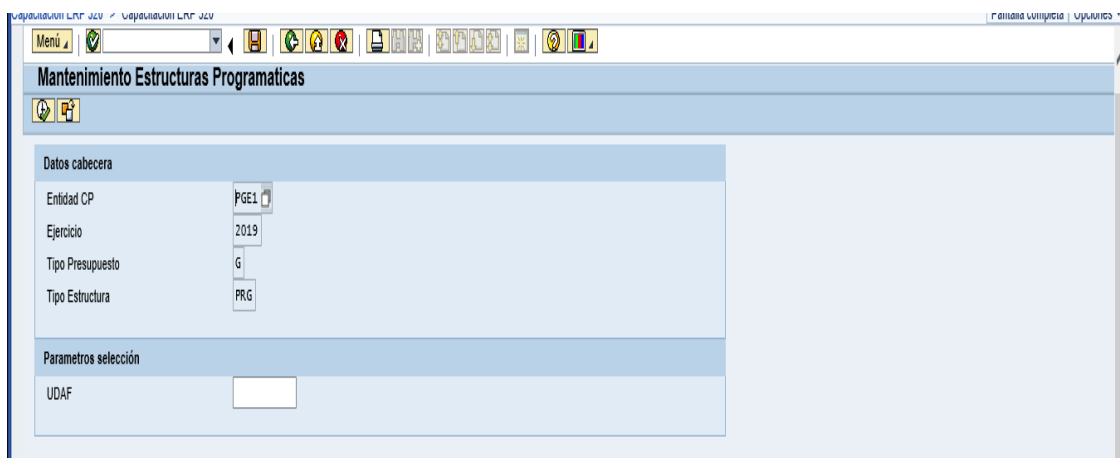 Capacitación ERP 320 > Capacitación ERP 320
Pantalla completa Opciones
Menú
Mantenimiento Estructuras Programaticas
Datos cabecera
Entidad CP PGE1
Ejercicio 2019
Tipo Presupuesto G
Tipo Estructura PRG
Parametros selección
UDAF